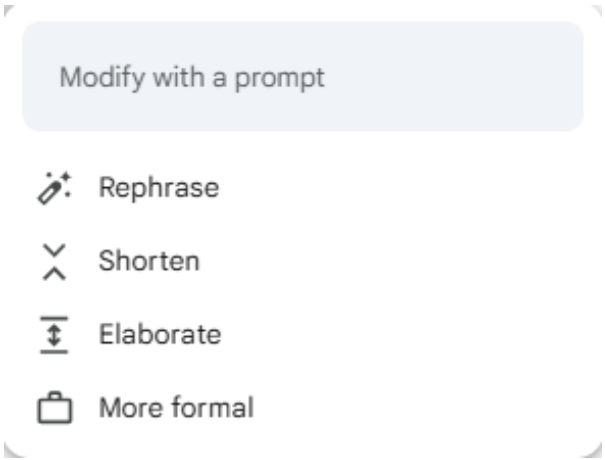 Modify with a prompt
Rephrase
Shorten
Elaborate
More formal